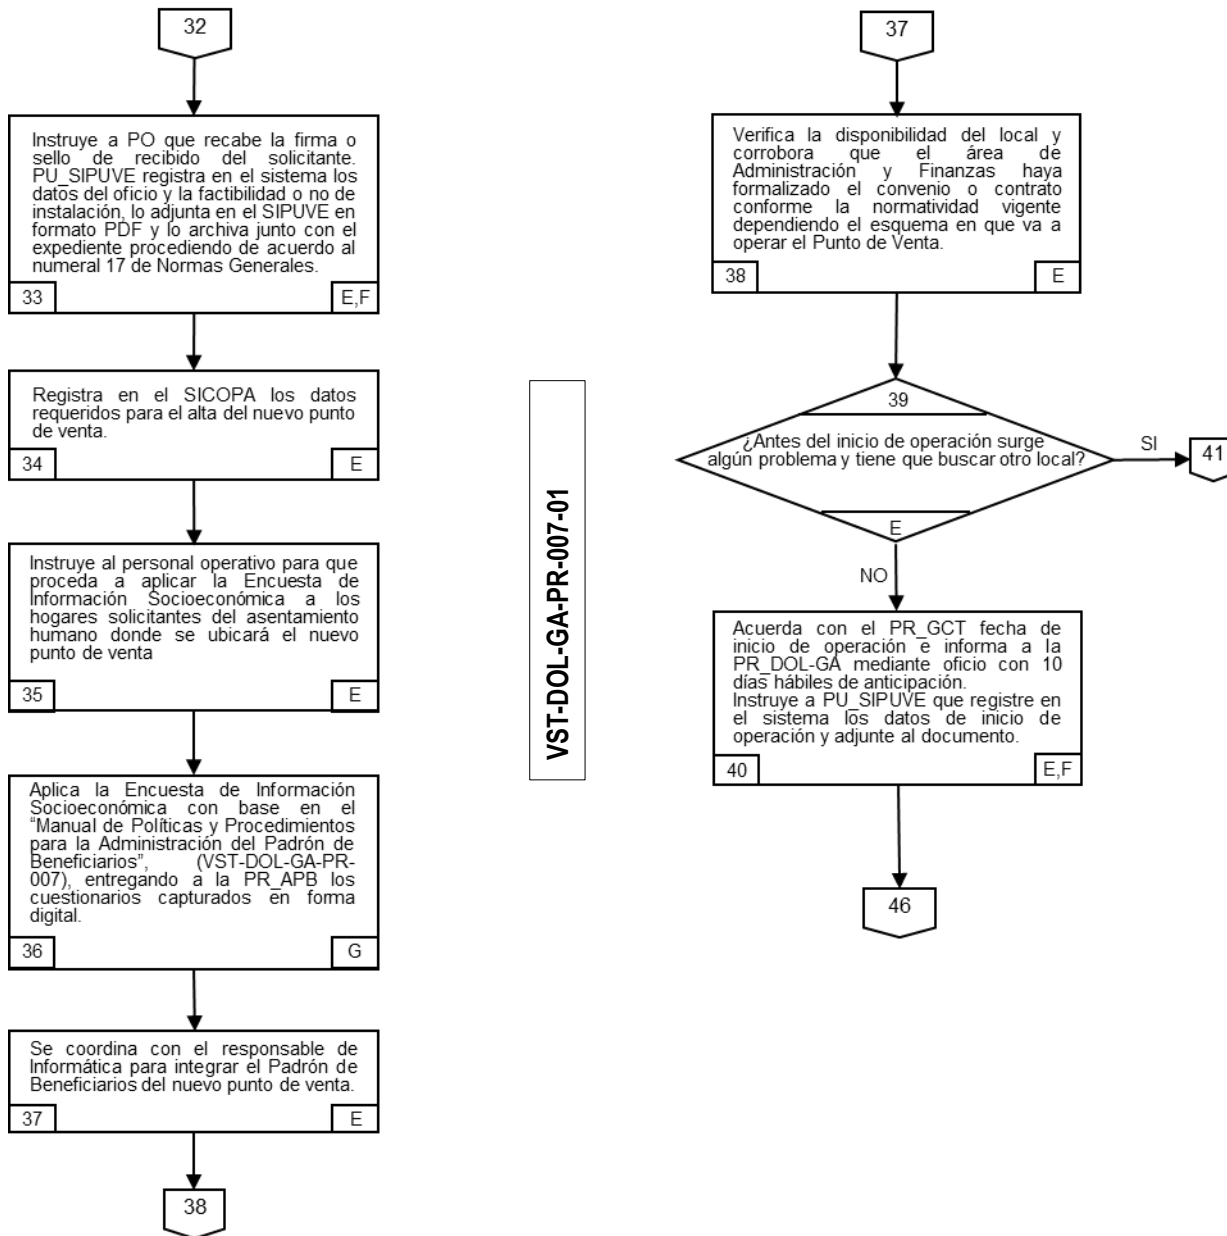 32
Instruye a PO que recabe la firma o
sello de recibido del solicitante.
PU_SIPUVE registra en el sistema los
datos del oficio y la factibilidad o no de
instalación, lo adjunta en el SIPUVE en
formato PDF y lo archiva junto con el
expediente procediendo de acuerdo al
numeral 17 de Normas Generales.
33
E,F
Registra en el SICOPA los datos
requeridos para el alta del nuevo punto
de venta.
34
E
Instruye al personal operativo para que
proceda a aplicar la Encuesta de
Información Socioeconómica a los
hogares solicitantes del asentamiento
humano donde se ubicará el nuevo
punto de venta
35
E
Aplica la Encuesta de Información
Socioeconómica con base en el
“Manual de Políticas y Procedimientos
para la Administración del Padrón de
Beneficiarios”, (VST-DOL-GA-PR-
007), entregando a la PR_APB los
cuestionarios capturados en forma
digital.
36
G
Se coordina con el responsable de
Informática para integrar el Padrón de
Beneficiarios del nuevo punto de venta.
37
E
38
VST-DOL-GA-PR-007-01
37
Verifica la disponibilidad del local y
corrobora que el área de
Administración y Finanzas haya
formalizado el convenio o contrato
conforme la normatividad vigente
dependiendo el esquema en que va a
operar el Punto de Venta.
38
E
39
¿Antes del inicio de operación surge
algún problema y tiene que buscar otro local?
E
SI
41
NO
Acuerda con el PR_GCT fecha de
inicio de operación e informa a la
PR_DOL-GA mediante oficio con 10
días hábiles de anticipación.
Instruye a PU_SIPUVE que registre en
el sistema los datos de inicio de
operación y adjunte al documento.
40
E,F
46